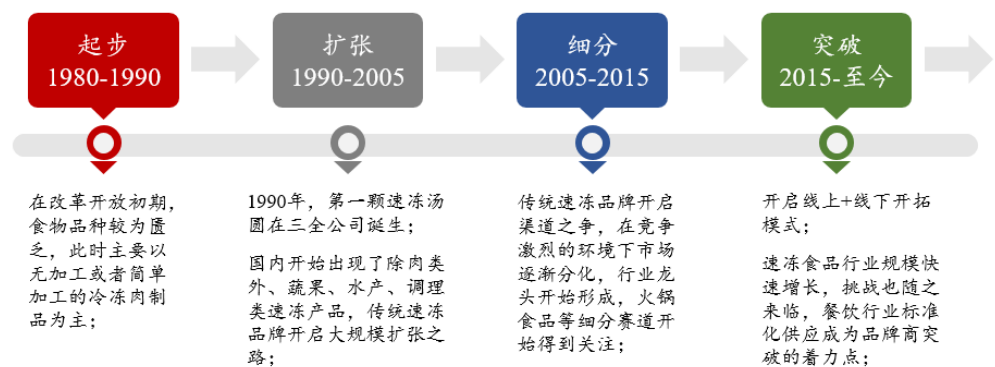 起步
1980-1990
扩张
1990-2005
细分
2005-2015
突破
2015-至今
在改革开放初期，
食物品种较为匮
乏，此时主要以
无加工或者简单
加工的冷冻肉制
品为主；
1990年，第一颗速冻汤
圆在三全公司诞生；
国内开始出现了除肉类
外、蔬果、水产、调理
类速冻产品，传统速冻
品牌开启大规模扩张之
路；
传统速冻品牌开启
渠道之争，在竞争
激烈的环境下市场
逐渐分化，行业龙
头开始形成，火锅
食品等细分赛道开
始得到关注；
开启线上+线下开拓
模式；
速冻食品行业规模快
速增长，挑战也随之
来临，餐饮行业标准
化供应成为品牌商突
破的着力点；